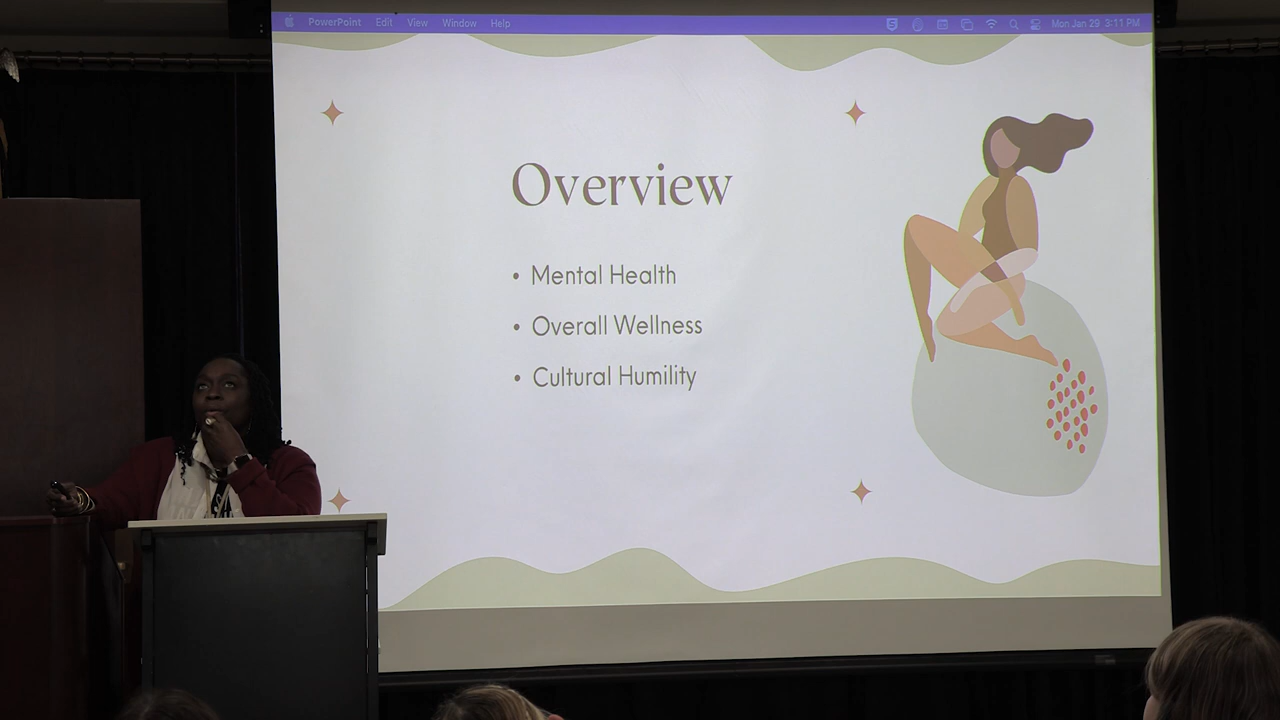 PowerPoint Edit View Window Help Mon Jan 29 3:11 PM
Overview
• Mental Health
• Overall Wellness
• Cultural Humility